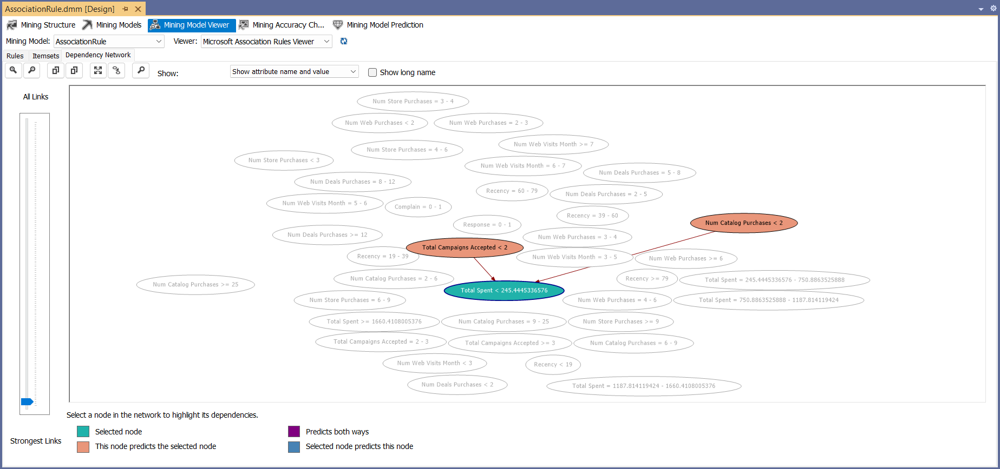 AssociationRule.dmm [Design]
Mining Structure Mining Models Mining Model Viewer Mining Accuracy Ch... Mining Model Prediction
Mining Model: AssociationRule Viewer: Microsoft Association Rules Viewer
Rules Itemsets Dependency Network
Show: Show attribute name and value Show long name
All Links
Num Store Purchases = 3 - 4
Num Web Purchases < 2 Num Web Purchases = 2 - 3
Num Web Visits Month >= 7
Num Store Purchases = 4 - 6
Num Store Purchases < 3
Num Web Visits Month = 6 - 7
Num Deals Purchases = 5 - 8
Num Deals Purchases = 8 - 12
Recency = 60 - 79
Num Deals Purchases = 2 - 5
Num Web Visits Month = 5 - 6
Complain = 0 - 1
Recency = 39 - 60
Num Catalog Purchases < 2
Response = 0 - 1
Num Deals Purchases >= 12
Num Web Purchases = 3 - 4
Total Campaigns Accepted < 2
Recency = 19 - 39
Num Web Visits Month = 3 - 5
Num Web Purchases >= 6
Num Catalog Purchases = 2 - 6
Recency >= 79
Total Spent = 245.4445336576 - 750.8863525888
Num Catalog Purchases >= 25
Total Spent < 245.4445336576
Num Store Purchases = 6 - 9
Num Web Purchases = 4 - 6
Total Spent = 750.8863525888 - 1187.814119424
Total Spent >= 1660.4108005376
Num Catalog Purchases = 9 - 25
Num Store Purchases >= 9
Total Campaigns Accepted = 2 - 3
Total Campaigns Accepted >= 3
Num Catalog Purchases = 6 - 9
Num Web Visits Month < 3
Recency < 19
Num Deals Purchases < 2
Total Spent = 1187.814119424 - 1660.4108005376
Select a node in the network to highlight its dependencies.
Selected node Predicts both ways
Strongest Links
This node predicts the selected node Selected node predicts this node